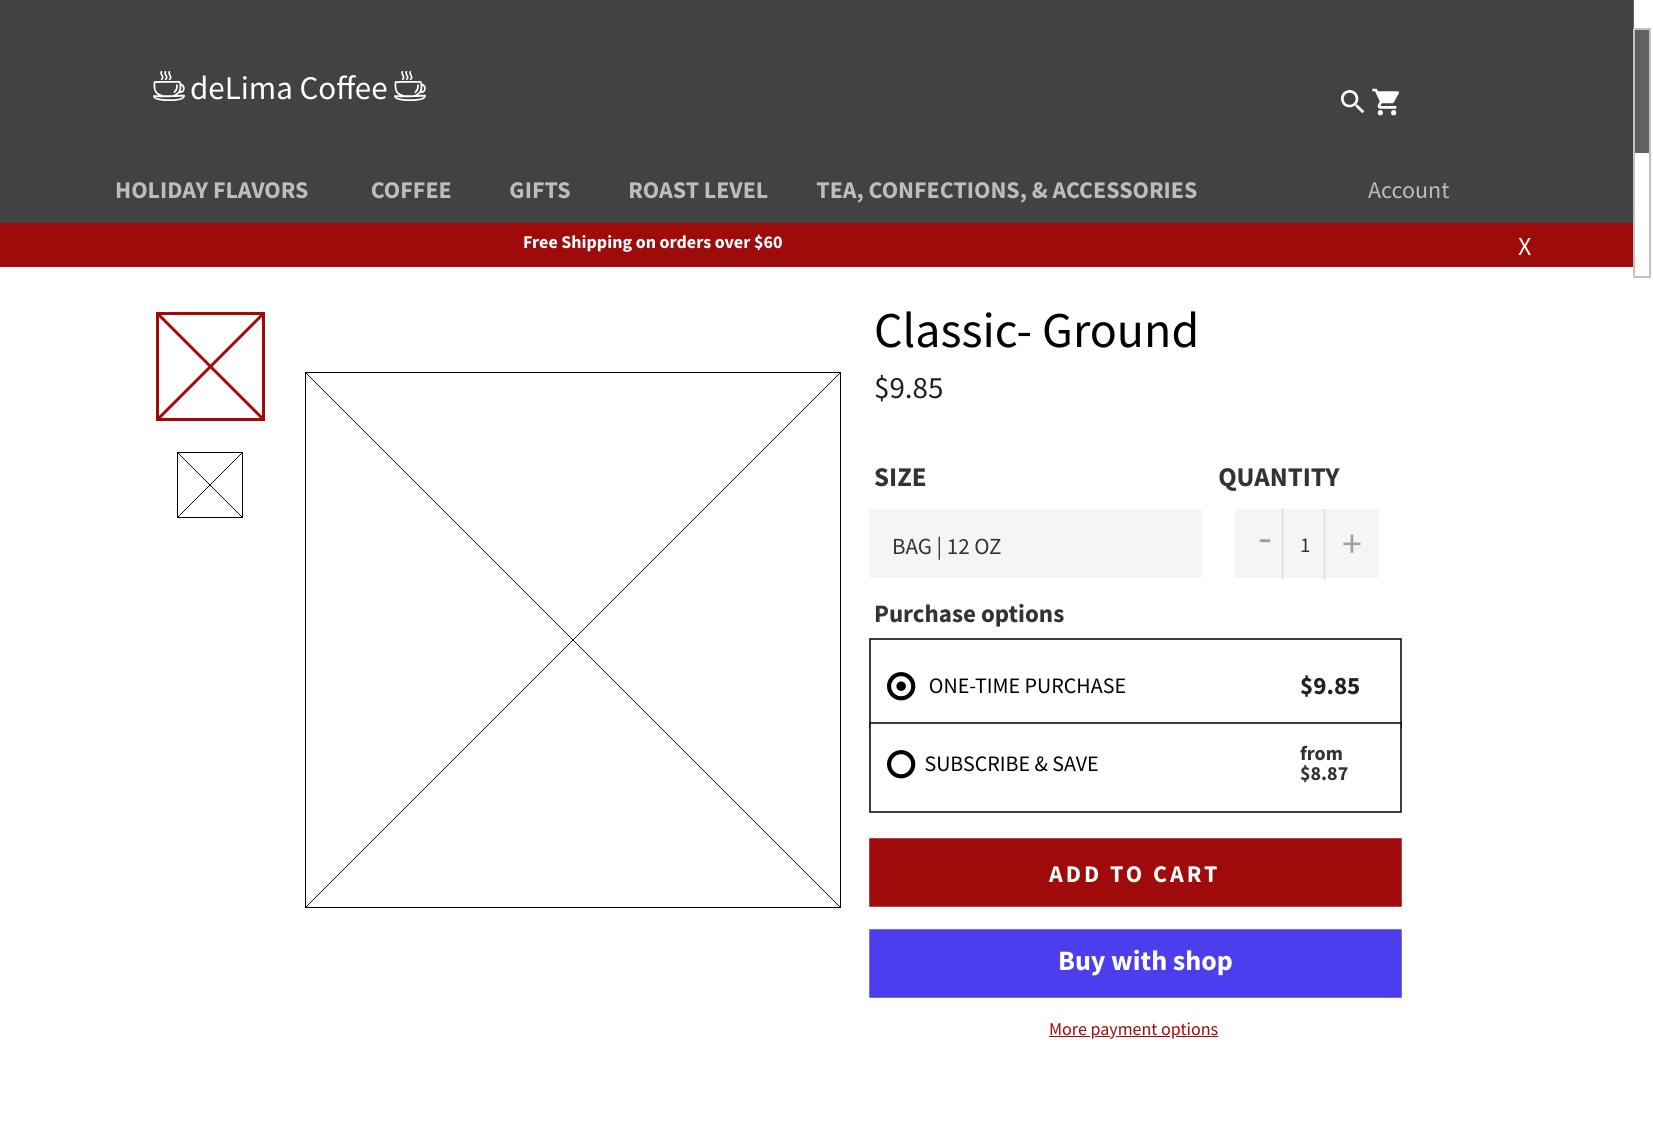 deLima Coffee
HOLIDAY FLAVORS
COFFEE
GIFTS
ROAST LEVEL
TEA, CONFECTIONS, & ACCESSORIES
Account
Free Shipping on orders over $60
X
Classic- Ground
$9.85
SIZE
QUANTITY
BAG | 12 OZ
- 1 +
Purchase options
ONE-TIME PURCHASE
$9.85
SUBSCRIBE & SAVE
from
$8.87
ADD TO CART
Buy with shop
More payment options